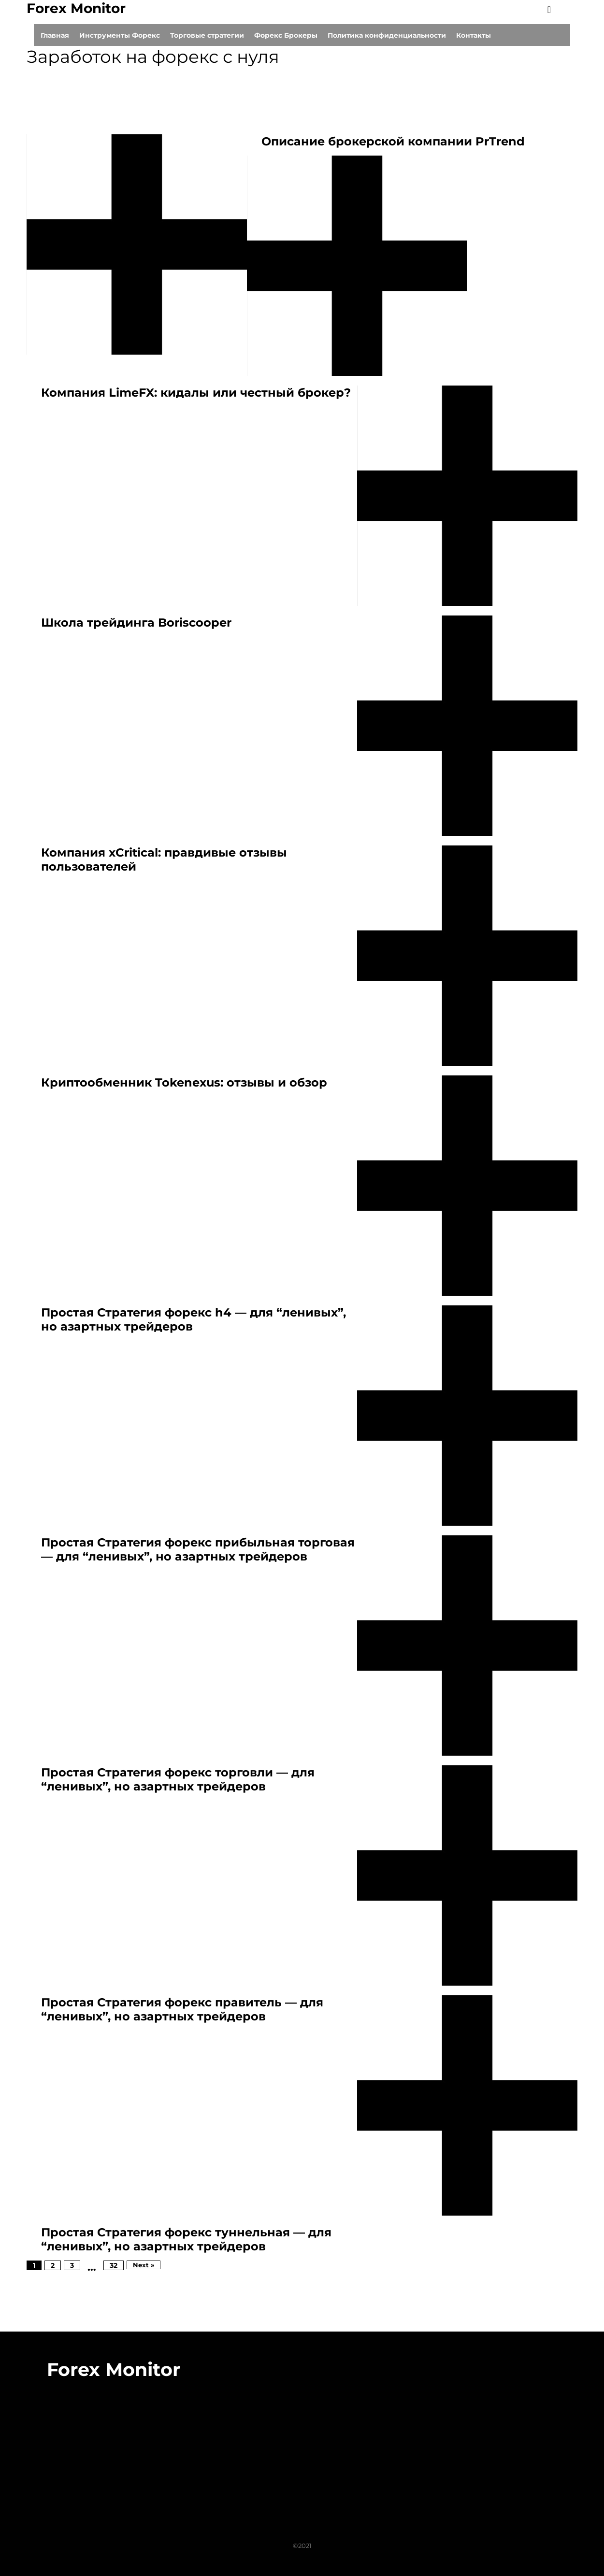 Forex Monitor
Главная Инструменты Форекс Торговые стратегии Форекс Брокеры Политика конфиденциальности Контакты
Заработок на форекс с нуля
Описание брокерской компании PrTrend
Компания LimeFX: кидалы или честный брокер?
Школа трейдинга Boriscooper
Компания xCritical: правдивые отзывы
пользователей
Криптообменник Tokenexus: отзывы и обзор
Простая Стратегия форекс h4 — для “ленивых”,
но азартных трейдеров
Простая Стратегия форекс прибыльная торговая
— для “ленивых”, но азартных трейдеров
Простая Стратегия форекс торговли — для
“ленивых”, но азартных трейдеров
Простая Стратегия форекс правитель — для
“ленивых”, но азартных трейдеров
Простая Стратегия форекс туннельная — для
“ленивых”, но азартных трейдеров
1 2 3 … 32 Next »
Forex Monitor
©2021